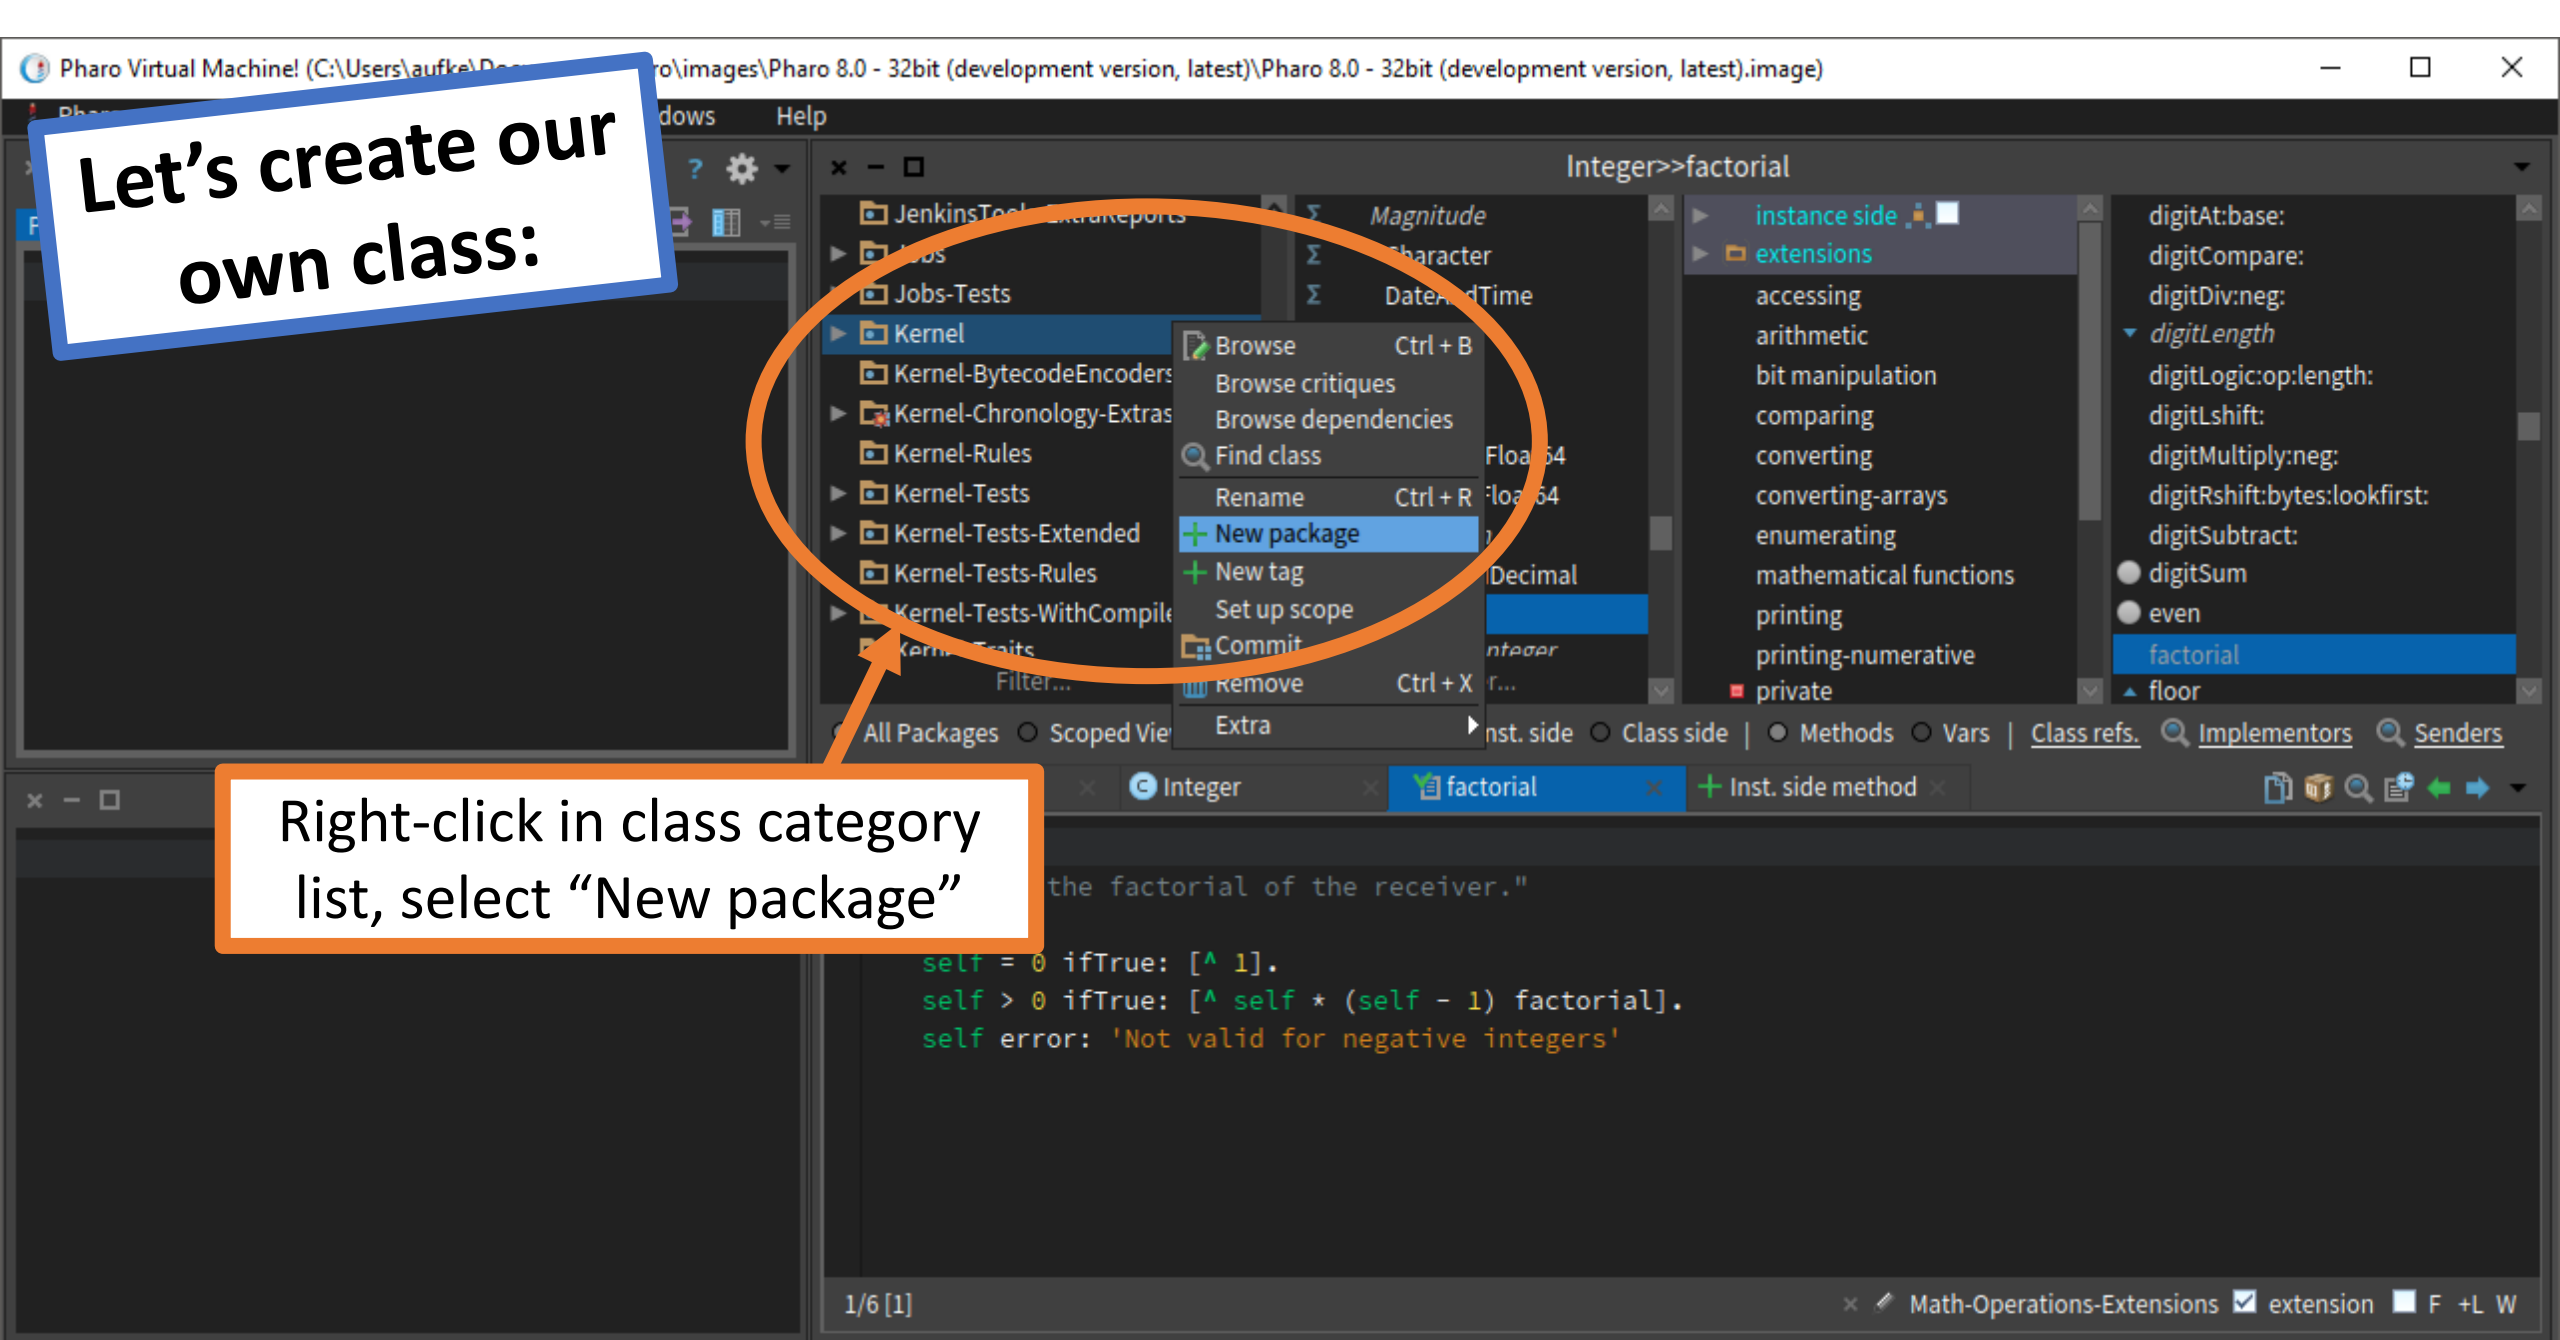 Pharo Virtual Machine! (C:\Users\aufke\ ro\images\Pharo 8.0 - 32bit (development version, latest)\Pharo 8.0 - 32bit (development version, latest).image)
Help
Let's create our
own class:
Integer>>factorial
JenkinsTools-ExtraReports
Jobs
Jobs-Tests
Kernel
Kernel-BytecodeEncoders
Kernel-Chronology-Extras
Kernel-Rules
Kernel-Tests
Kernel-Tests-Extended
Kernel-Tests-Rules
Kernel-Tests-WithCompile
Kernel-Traits
Filter...
Magnitude
Character
DateAndTime
Browse Ctrl + B
Browse critiques
Browse dependencies
Find class
Rename Ctrl + R
New package
New tag
Set up scope
Commit
Remove Ctrl + X
Extra
instance side
extensions
accessing
arithmetic
bit manipulation
comparing
converting
converting-arrays
enumerating
mathematical functions
printing
printing-numerative
private
digitAt:base:
digitCompare:
digitDiv:neg:
digitLength
digitLogic:op:length:
digitLshift:
digitMultiply:neg:
digitRshift:bytes:lookfirst:
digitSubtract:
digitSum
even
factorial
floor
All Packages Scoped Vie nst. side Class side | Methods Vars | Class refs. Implementors Senders
Integer factorial Inst. side method
Right-click in class category
list, select “New package”
the factorial of the receiver."
self = 0 ifTrue: [^ 1].
self > 0 ifTrue: [^ self * (self - 1) factorial].
self error: 'Not valid for negative integers'
1/6 [1] Math-Operations-Extensions extension F +L W